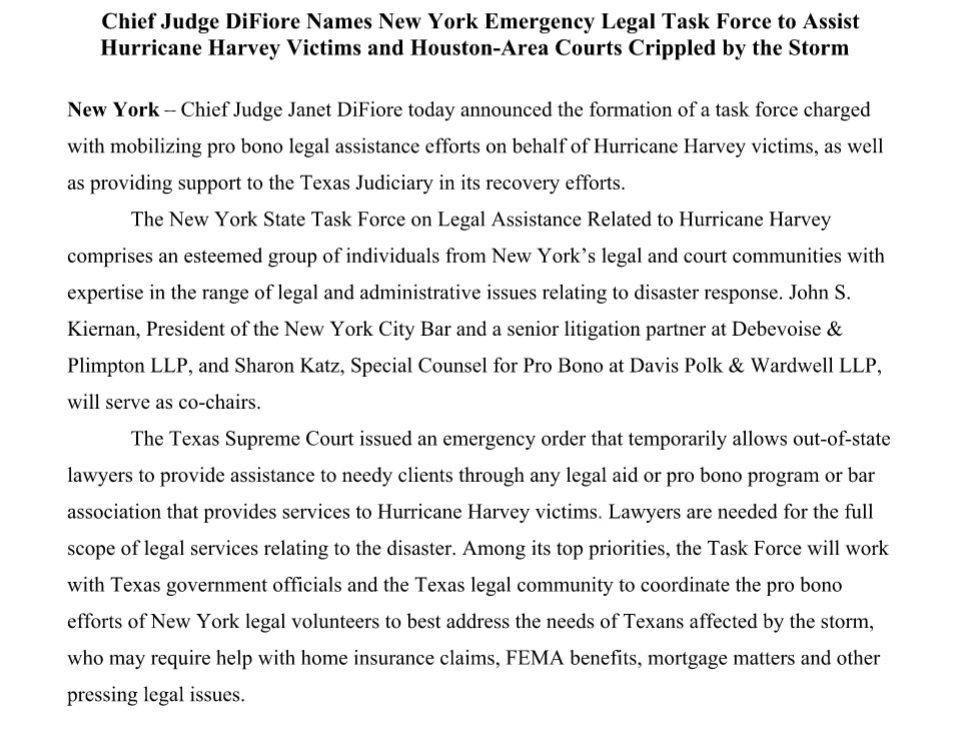 Chief Judge DiFiore Names New York Emergency Legal Task Force to Assist
Hurricane Harvey Victims and Houston-Area Courts Crippled by the Storm
New York – Chief Judge Janet DiFiore today announced the formation of a task force charged
with mobilizing pro bono legal assistance efforts on behalf of Hurricane Harvey victims, as well
as providing support to the Texas Judiciary in its recovery efforts.
The New York State Task Force on Legal Assistance Related to Hurricane Harvey
comprises an esteemed group of individuals from New York’s legal and court communities with
expertise in the range of legal and administrative issues relating to disaster response. John S.
Kiernan, President of the New York City Bar and a senior litigation partner at Debevoise &
Plimpton LLP, and Sharon Katz, Special Counsel for Pro Bono at Davis Polk & Wardwell LLP,
will serve as co-chairs.
The Texas Supreme Court issued an emergency order that temporarily allows out-of-state
lawyers to provide assistance to needy clients through any legal aid or pro bono program or bar
association that provides services to Hurricane Harvey victims. Lawyers are needed for the full
scope of legal services relating to the disaster. Among its top priorities, the Task Force will work
with Texas government officials and the Texas legal community to coordinate the pro bono
efforts of New York legal volunteers to best address the needs of Texans affected by the storm,
who may require help with home insurance claims, FEMA benefits, mortgage matters and other
pressing legal issues.